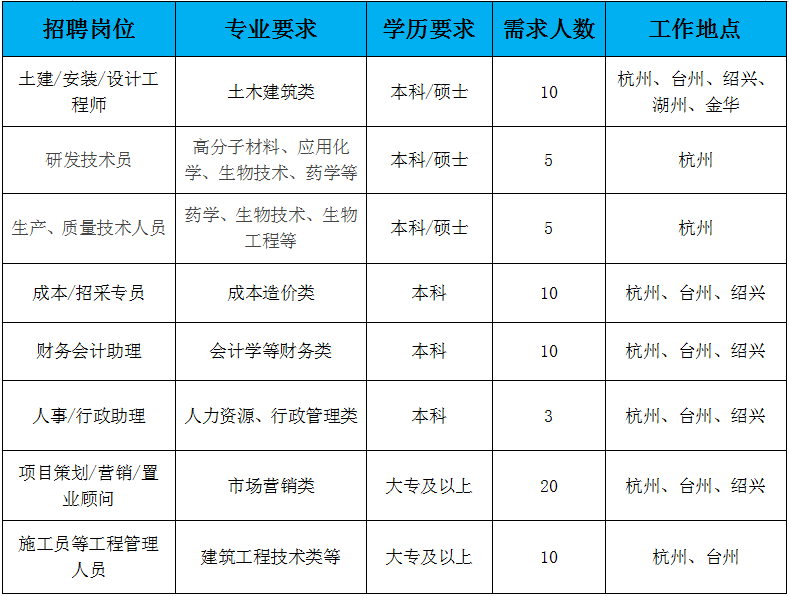 招聘岗位 专业要求 学历要求 需求人数 工作地点
土建/安装/设计工
程师
土木建筑类
本科/硕士
10
杭州、台州、绍兴、
湖州、金华
研发技术员
高分子材料、应用化
学、生物技术、药学等
本科/硕士
5
杭州
生产、质量技术人员
药学、生物技术、生物
工程等
本科/硕士
5
杭州
成本/招采专员
成本造价类
本科
10
杭州、台州、绍兴
财务会计助理
会计学等财务类
本科
10
杭州、台州、绍兴
人事/行政助理
人力资源、行政管理类
本科
3
杭州、台州、绍兴
项目策划/营销/置
业顾问
市场营销类
大专及以上
20
杭州、台州、绍兴
施工员等工程管理
人员
建筑工程技术类等
大专及以上
10
杭州、台州